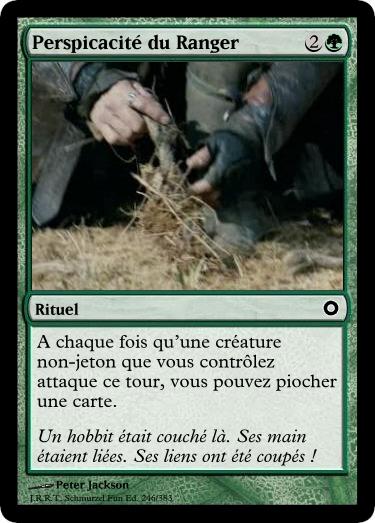 Perspicacité du Ranger 2
Rituel
A chaque fois qu'une créature
non-jeton que vous contrôlez
attaque ce tour, vous pouvez piocher
une carte.
Un hobbit était couché là. Ses main
étaient liées. Ses liens ont été coupés !
Peter Jackson
J.R.R.T. Schmurzel Fun Ed. 246/383